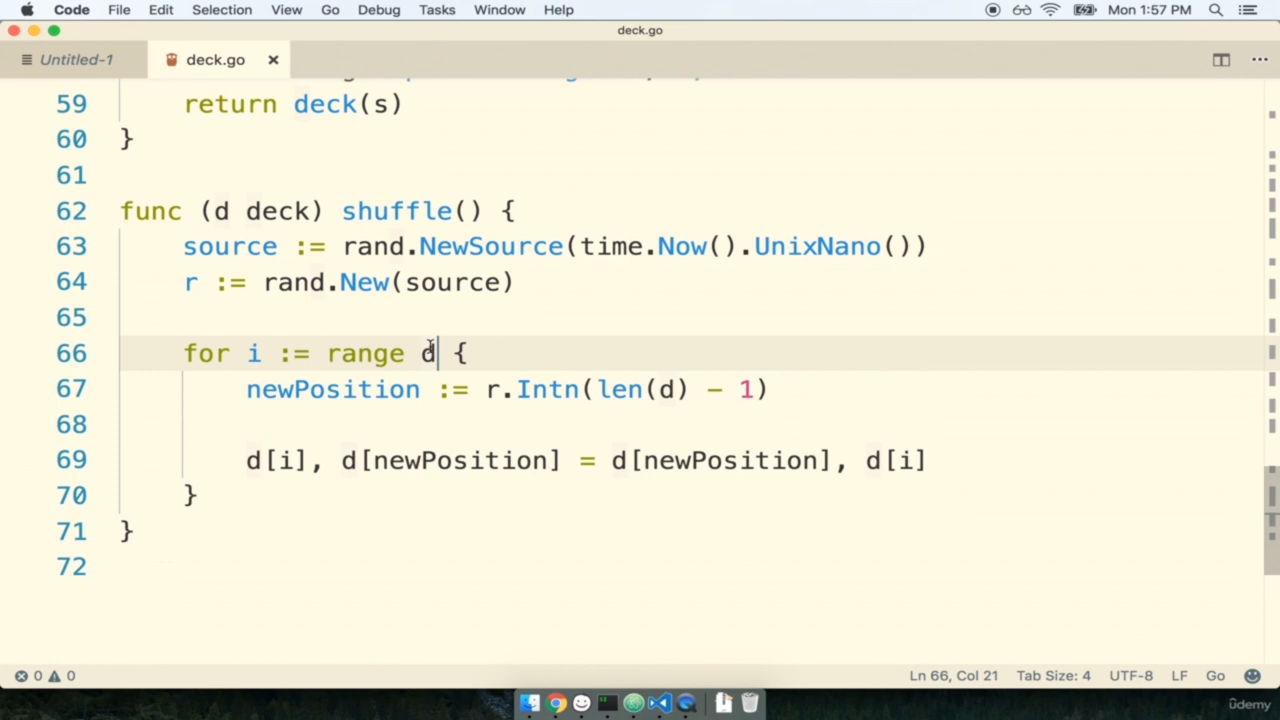 Code File Edit Selection View Go Debug Tasks Window Help Mon 1:57 PM
deck.go
Untitled-1 deck.go
59 return deck(s)
60 }
61
62 func (d deck) shuffle() {
63 source := rand.NewSource(time.Now().UnixNano())
64 r := rand.New(source)
65
66 for i := range d {
67 newPosition := r.Intn(len(d) - 1)
68
69 d[i], d[newPosition] = d[newPosition], d[i]
70 }
71 }
72
0 0 Ln 66, Col 21 Tab Size: 4 UTF-8 LF Go
ûdemy